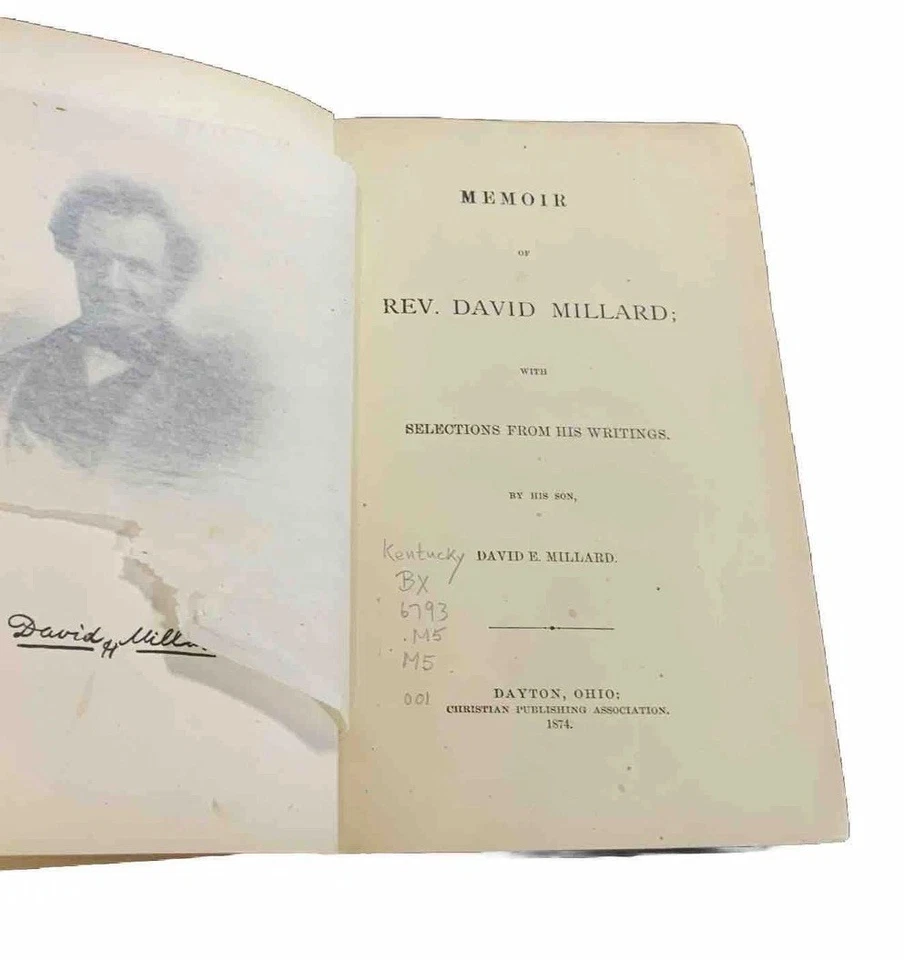 David Milla
MEMOIR
OF
REV. DAVID MILLARD;
WITH
SELECTIONS FROM HIS WRITINGS.
BY HIS SON,
DAVID E. MILLARD.
Kentucky
BX
6793
.M5
M5
001
DAYTON, OHIO:
CHRISTIAN PUBLISHING ASSOCIATION.
1874.